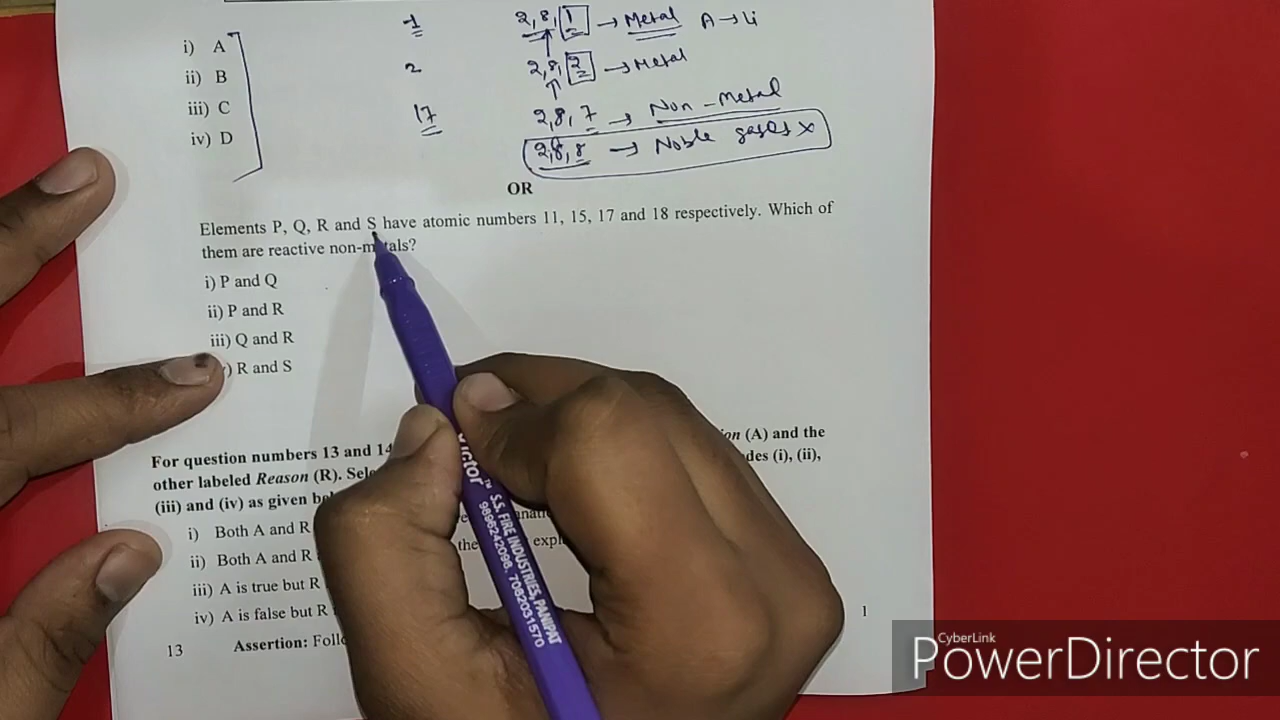 1 2,8,1 → Metal A → Li
i) A
ii) B 2 2,8,2 → Metal
iii) C 17 2,8,7 → Non-Metal
iv) D 2,8,8 → Noble gases x
OR
Elements P, Q, R and S have atomic numbers 11, 15, 17 and 18 respectively. Which of
them are reactive non-metals?
i) P and Q
ii) P and R
iii) Q and R
) R and S
For question numbers 13 and 14 (A) and the
other labeled Reason (R). (i), (ii),
(iii) and (iv) as given
i) Both A and R
ii) Both A and R the
iii) A is true but R
iv) A is false but R
1
13 Assertion:
S.S. FIRE INDUSTRIES, PANIPAT
9896242098, 7082031570
CyberLink
PowerDirector